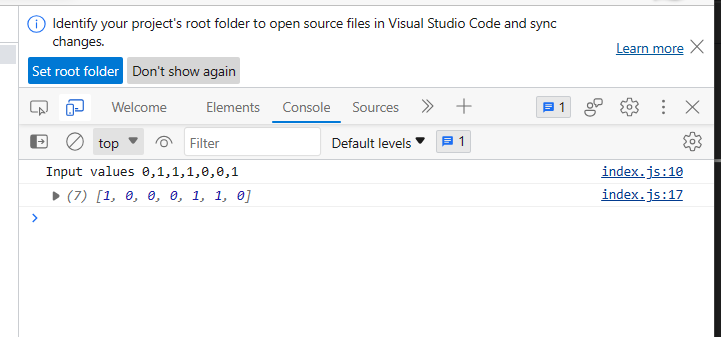 Identify your project's root folder to open source files in Visual Studio Code and sync
changes.
Learn more
Set root folder Don't show again
Welcome Elements Console Sources 1
top Filter Default levels 1
Input values 0,1,1,1,0,0,1 index.js:10
(7) [1, 0, 0, 0, 1, 1, 0] index.js:17